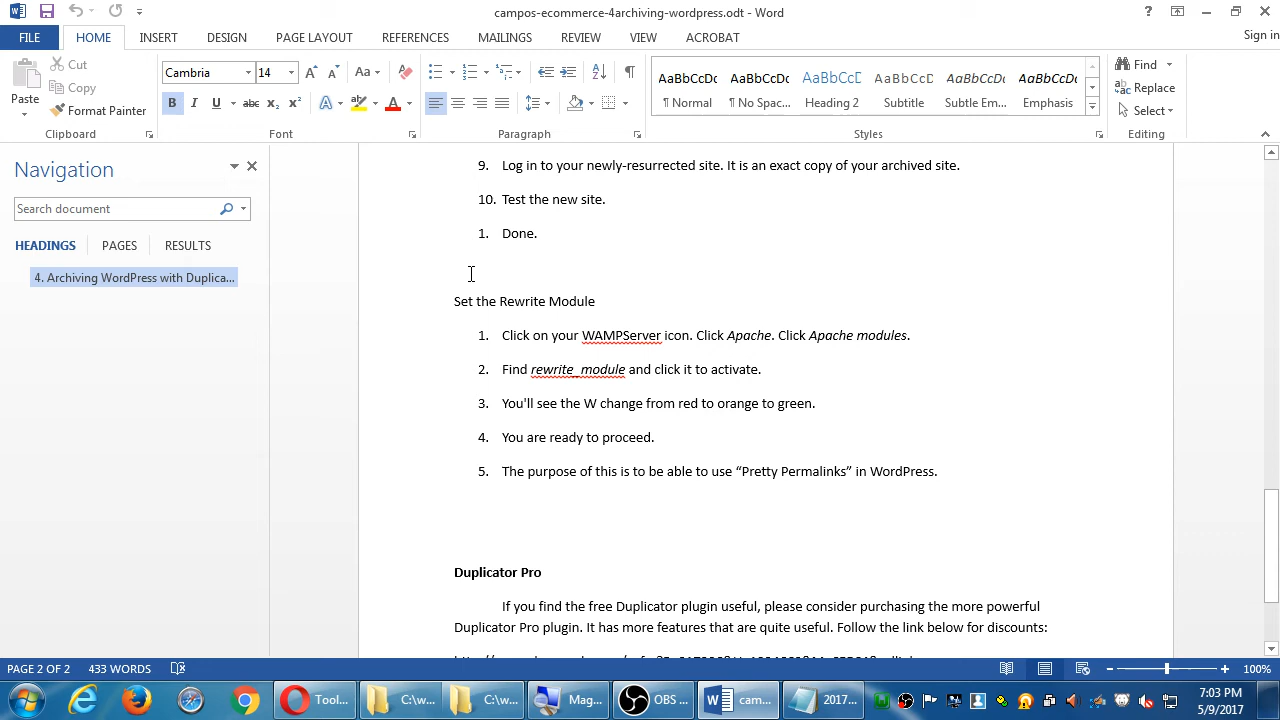 campos-ecommerce-4archiving-wordpress.odt - Word
Sign in
FILE HOME INSERT DESIGN PAGE LAYOUT REFERENCES MAILINGS REVIEW VIEW ACROBAT
Paste
Cut
Copy
Format Painter
Clipboard
Cambria 14
Font
Paragraph
AaBbCcDc AaBbCcDc AaBbCcD AaBbCcDc AaBbCcDc AaBbCcDc
¶ Normal ¶ No Spac... Heading 2 Subtitle Subtle Em... Emphasis
Styles
Find
Replace
Select
Editing
Navigation
Search document
HEADINGS PAGES RESULTS
4. Archiving WordPress with Duplica...
9. Log in to your newly-resurrected site. It is an exact copy of your archived site.
10. Test the new site.
1. Done.
Set the Rewrite Module
1. Click on your WAMPServer icon. Click Apache. Click Apache modules.
2. Find rewrite_module and click it to activate.
3. You'll see the W change from red to orange to green.
4. You are ready to proceed.
5. The purpose of this is to be able to use “Pretty Permalinks” in WordPress.
Duplicator Pro
If you find the free Duplicator plugin useful, please consider purchasing the more powerful
Duplicator Pro plugin. It has more features that are quite useful. Follow the link below for discounts:
PAGE 2 OF 2 433 WORDS 100%
Tool... C:\w... C:\w... Mag... OBS ... cam... 2017...
7:03 PM
5/9/2017